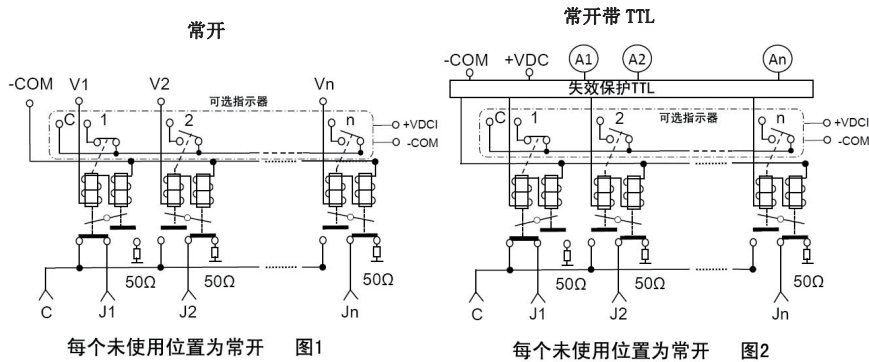 常开
-COM V1 V2 Vn
可选指示器
C 1 2 n
+VDCI
-COM
50Ω 50Ω 50Ω
C J1 J2 Jn
每个未使用位置为常开 图1
常开带 TTL
-COM +VDC A1 A2 An
失效保护TTL
C 1 2 可选指示器 n
+VDCI
-COM
50Ω 50Ω 50Ω
C J1 J2 Jn
每个未使用位置为常开 图2